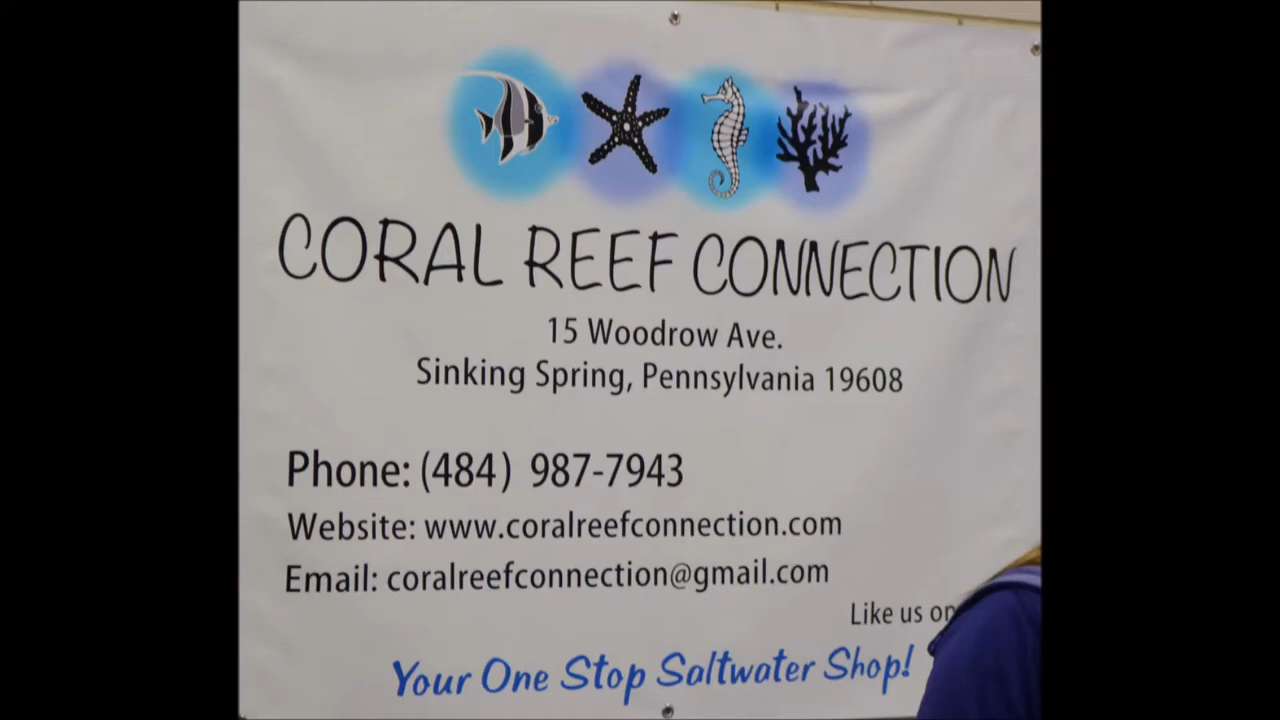 CORAL REEF CONNECTION
15 Woodrow Ave.
Sinking Spring, Pennsylvania 19608
Phone: (484) 987-7943
Website: www.coralreefconnection.com
Email: coralreefconnection@gmail.com
Like us on
Your One Stop Saltwater Shop!